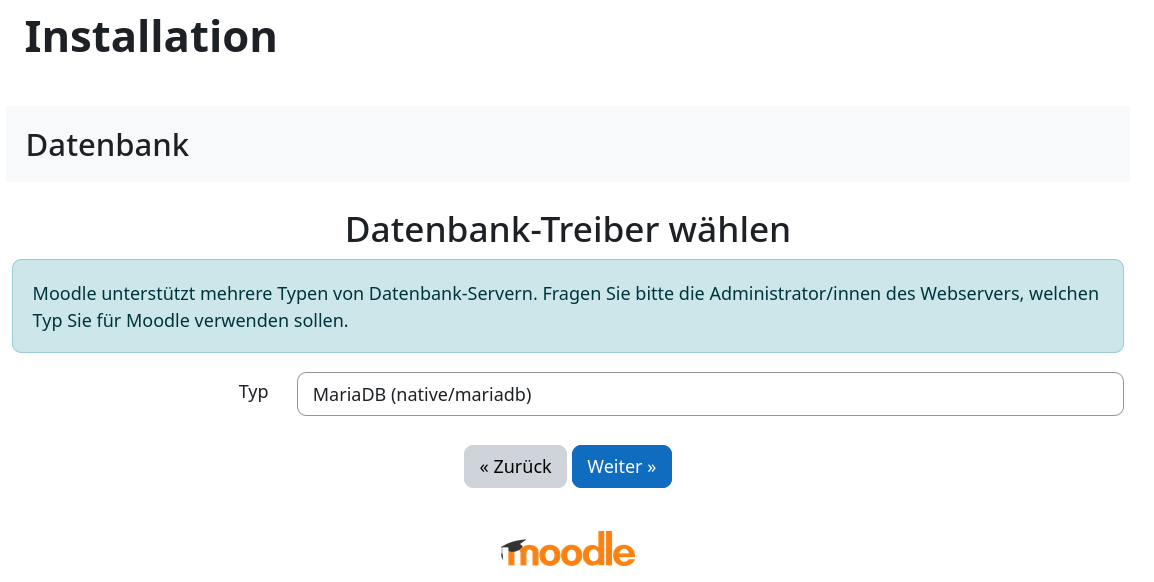 Installation
Datenbank
Datenbank-Treiber wählen
Moodle unterstützt mehrere Typen von Datenbank-Servern. Fragen Sie bitte die Administrator/innen des Webservers, welchen
Typ Sie für Moodle verwenden sollen.
Typ MariaDB (native/mariadb)
« Zurück Weiter »
moodle